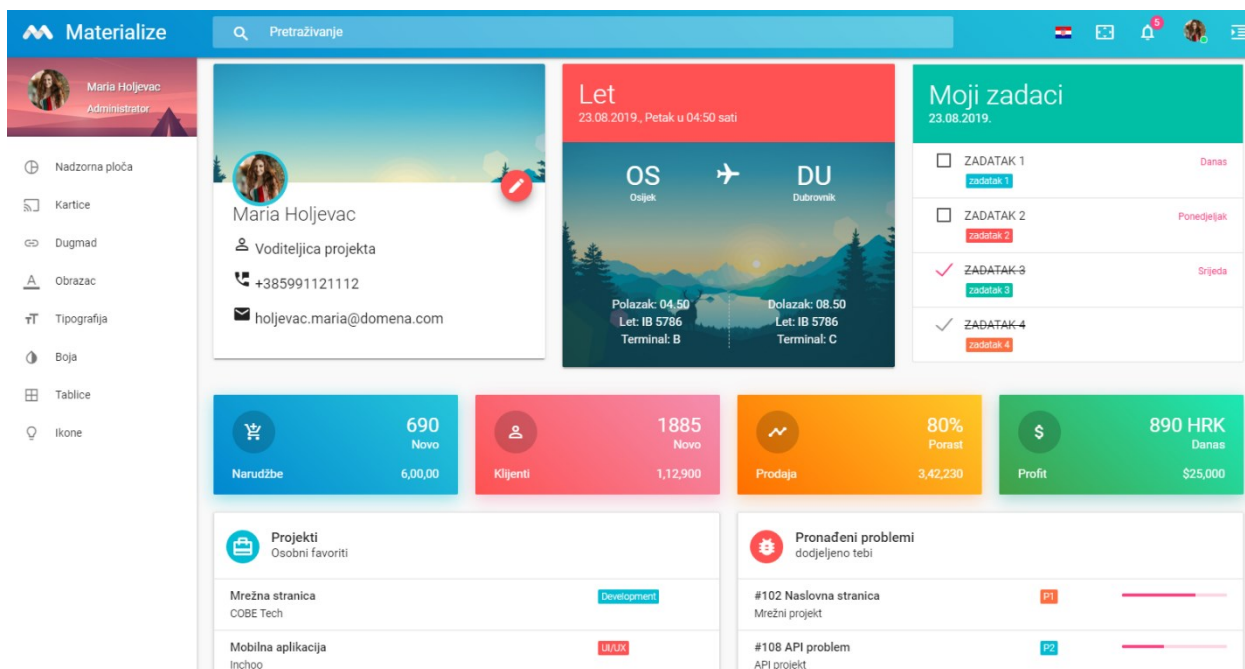 Materialize
Pretraživanje
5
Maria Holjevac
Administrator
Nadzorna ploča
Kartice
Dugmad
Obrazac
Tipografija
Boja
Tablice
Ikone
Maria Holjevac
Voditeljica projekta
+385991121112
holjevac.maria@domena.com
Let
23.08.2019., Petak u 04:50 sati
OS
Osijek
DU
Dubrovnik
Polazak: 04.50
Let: IB 5786
Terminal: B
Dolazak: 08.50
Let: IB 5786
Terminal: C
Moji zadaci
23.08.2019.
ZADATAK 1 Danas
zadatak 1
ZADATAK 2 Ponedjeljak
zadatak 2
ZADATAK 3 Srijeda
zadatak 3
ZADATAK 4
zadatak 4
690
Novo
Narudžbe 6,00,00
1885
Novo
Klijenti 1,12,900
80%
Porast
Prodaja 3,42,230
$ 890 HRK
Danas
Profit $25,000
Projekti
Osobni favoriti
Mrežna stranica Development
COBE Tech
Mobilna aplikacija UI/UX
Inchoo
Pronađeni problemi
dodjeljeno tebi
#102 Naslovna stranica P1
Mrežni projekt
#108 API problem P2
API projekt